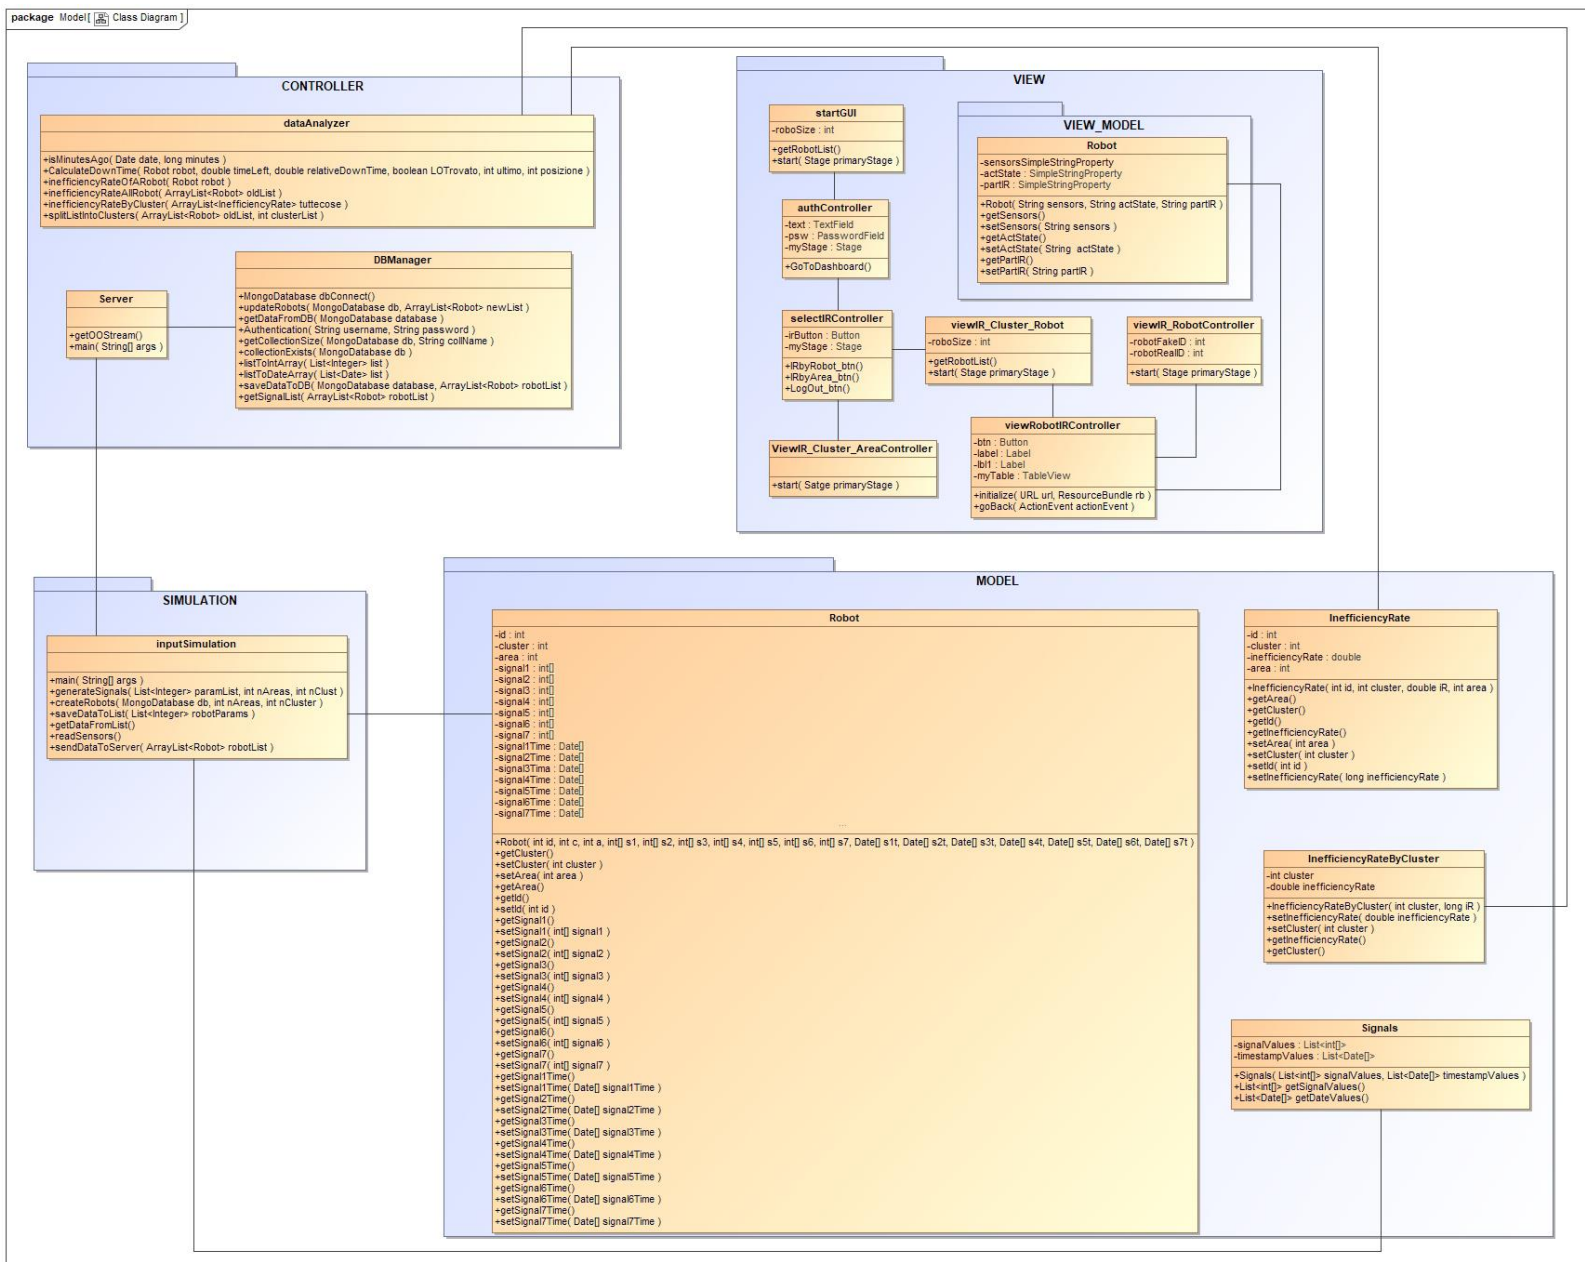 package Model[ Class Diagram ]
CONTROLLER
dataAnalyzer
+isMinutesAgo( Date date, long minutes )
+CalculateDownTime( Robot robot, double timeLeft, double relativeDownTime, boolean LOTrovato, int ultimo, int posizione )
+inefficiencyRateOfARobot( Robot robot )
+inefficiencyRateAllRobot( ArrayList<Robot> oldList )
+inefficiencyRateByCluster( ArrayList<InefficiencyRate> tuttecose )
+splitListIntoClusters( ArrayList<Robot> oldList, int clusterList )
DBManager
+MongoDatabase dbConnect()
+updateRobots( MongoDatabase db, ArrayList<Robot> newList )
+getDataFromDB( MongoDatabase database )
+Authentication( String username, String password )
+getCollectionSize( MongoDatabase db, String collName )
+collectionExists( MongoDatabase db )
+listToIntArray( List<Integer> list )
+listToDateArray( List<Date> list )
+saveDataToDB( MongoDatabase database, ArrayList<Robot> robotList )
+getSignalList( ArrayList<Robot> robotList )
Server
+getOOStream()
+main( String[] args )
VIEW
startGUI
-roboSize : int
+getRobotList()
+start( Stage primaryStage )
VIEW_MODEL
Robot
-sensorsSimpleStringProperty
-actState : SimpleStringProperty
-partIR : SimpleStringProperty
+Robot( String sensors, String actState, String partIR )
+getSensors()
+setSensors( String sensors )
+getActState()
+setActState( String actState )
+getPartIR()
+setPartIR( String partIR )
authController
-text : TextField
-psw : PasswordField
-myStage : Stage
+GoToDashboard()
selectIRController
-irButton : Button
-myStage : Stage
+IRbyRobot_btn()
+IRbyArea_btn()
+LogOut_btn()
viewIR_Cluster_Robot
-roboSize : int
+getRobotList()
+start( Stage primaryStage )
viewIR_RobotController
-robotFakeID : int
-robotRealID : int
+start( Stage primaryStage )
ViewIR_Cluster_AreaController
+start( Satge primaryStage )
viewRobotIRController
-btn : Button
-label : Label
-lbl1 : Label
-myTable : TableView
+initialize( URL url, ResourceBundle rb )
+goBack( ActionEvent actionEvent )
SIMULATION
inputSimulation
+main( String[] args )
+generateSignals( List<Integer> paramList, int nAreas, int nClust )
+createRobots( MongoDatabase db, int nAreas, int nCluster )
+saveDataToList( List<Integer> robotParams )
+getDataFromList()
+readSensors()
+sendDataToServer( ArrayList<Robot> robotList )
MODEL
Robot
-id : int
-cluster : int
-area : int
-signal1 : int[]
-signal2 : int[]
-signal3 : int[]
-signal4 : int[]
-signal5 : int[]
-signal6 : int[]
-signal7 : int[]
-signal1Time : Date[]
-signal2Time : Date[]
-signal3Tima : Date[]
-signal4Time : Date[]
-signal5Time : Date[]
-signal6Time : Date[]
-signal7Time : Date[]
...
+Robot( int id, int c, int a, int[] s1, int[] s2, int[] s3, int[] s4, int[] s5, int[] s6, int[] s7, Date[] s1t, Date[] s2t, Date[] s3t, Date[] s4t, Date[] s5t, Date[] s6t, Date[] s7t )
+getCluster()
+setCluster( int cluster )
+setArea( int area )
+getArea()
+getId()
+setId( int id )
+getSignal1()
+setSignal1( int[] signal1 )
+getSignal2()
+setSignal2( int[] signal2 )
+getSignal3()
+setSignal3( int[] signal3 )
+getSignal4()
+setSignal4( int[] signal4 )
+getSignal5()
+setSignal5( int[] signal5 )
+getSignal6()
+setSignal6( int[] signal6 )
+getSignal7()
+setSignal7( int[] signal7 )
+getSignal1Time()
+setSignal1Time( Date[] signal1Time )
+getSignal2Time()
+setSignal2Time( Date[] signal2Time )
+getSignal3Time()
+setSignal3Time( Date[] signal3Time )
+getSignal4Time()
+setSignal4Time( Date[] signal4Time )
+getSignal5Time()
+setSignal5Time( Date[] signal5Time )
+getSignal6Time()
+setSignal6Time( Date[] signal6Time )
+getSignal7Time()
+setSignal7Time( Date[] signal7Time )
InefficiencyRate
-id : int
-cluster : int
-inefficiencyRate : double
-area : int
+InefficiencyRate( int id, int cluster, double iR, int area )
+getArea()
+getCluster()
+getId()
+getInefficiencyRate()
+setArea( int area )
+setCluster( int cluster )
+setId( int id )
+setInefficiencyRate( long inefficiencyRate )
InefficiencyRateByCluster
-int cluster
-double inefficiencyRate
+InefficiencyRateByCluster( int cluster, long iR )
+setInefficiencyRate( double inefficiencyRate )
+setCluster( int cluster )
+getInefficiencyRate()
+getCluster()
Signals
-signalValues : List<int[]>
-timestampValues : List<Date[]>
+Signals( List<int[]> signalValues, List<Date[]> timestampValues )
+List<int[]> getSignalValues()
+List<Date[]> getDateValues()